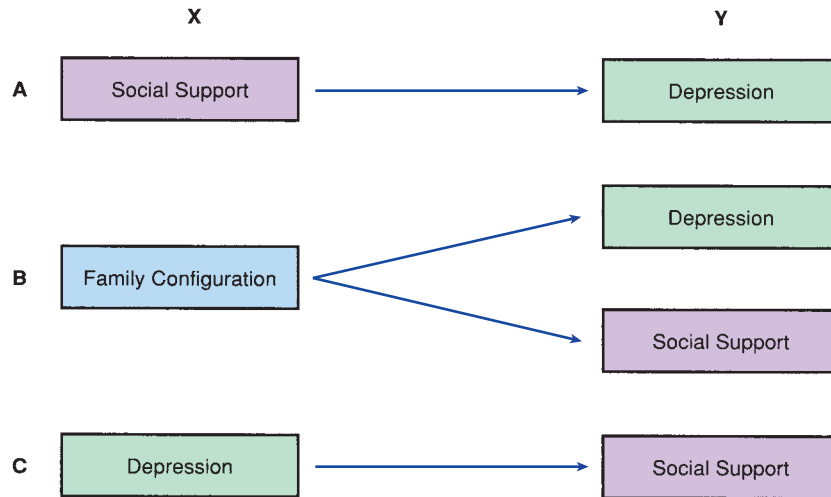 X
Y
A
Social Support
Depression
Depression
B
Family Configuration
Social Support
C
Depression
Social Support